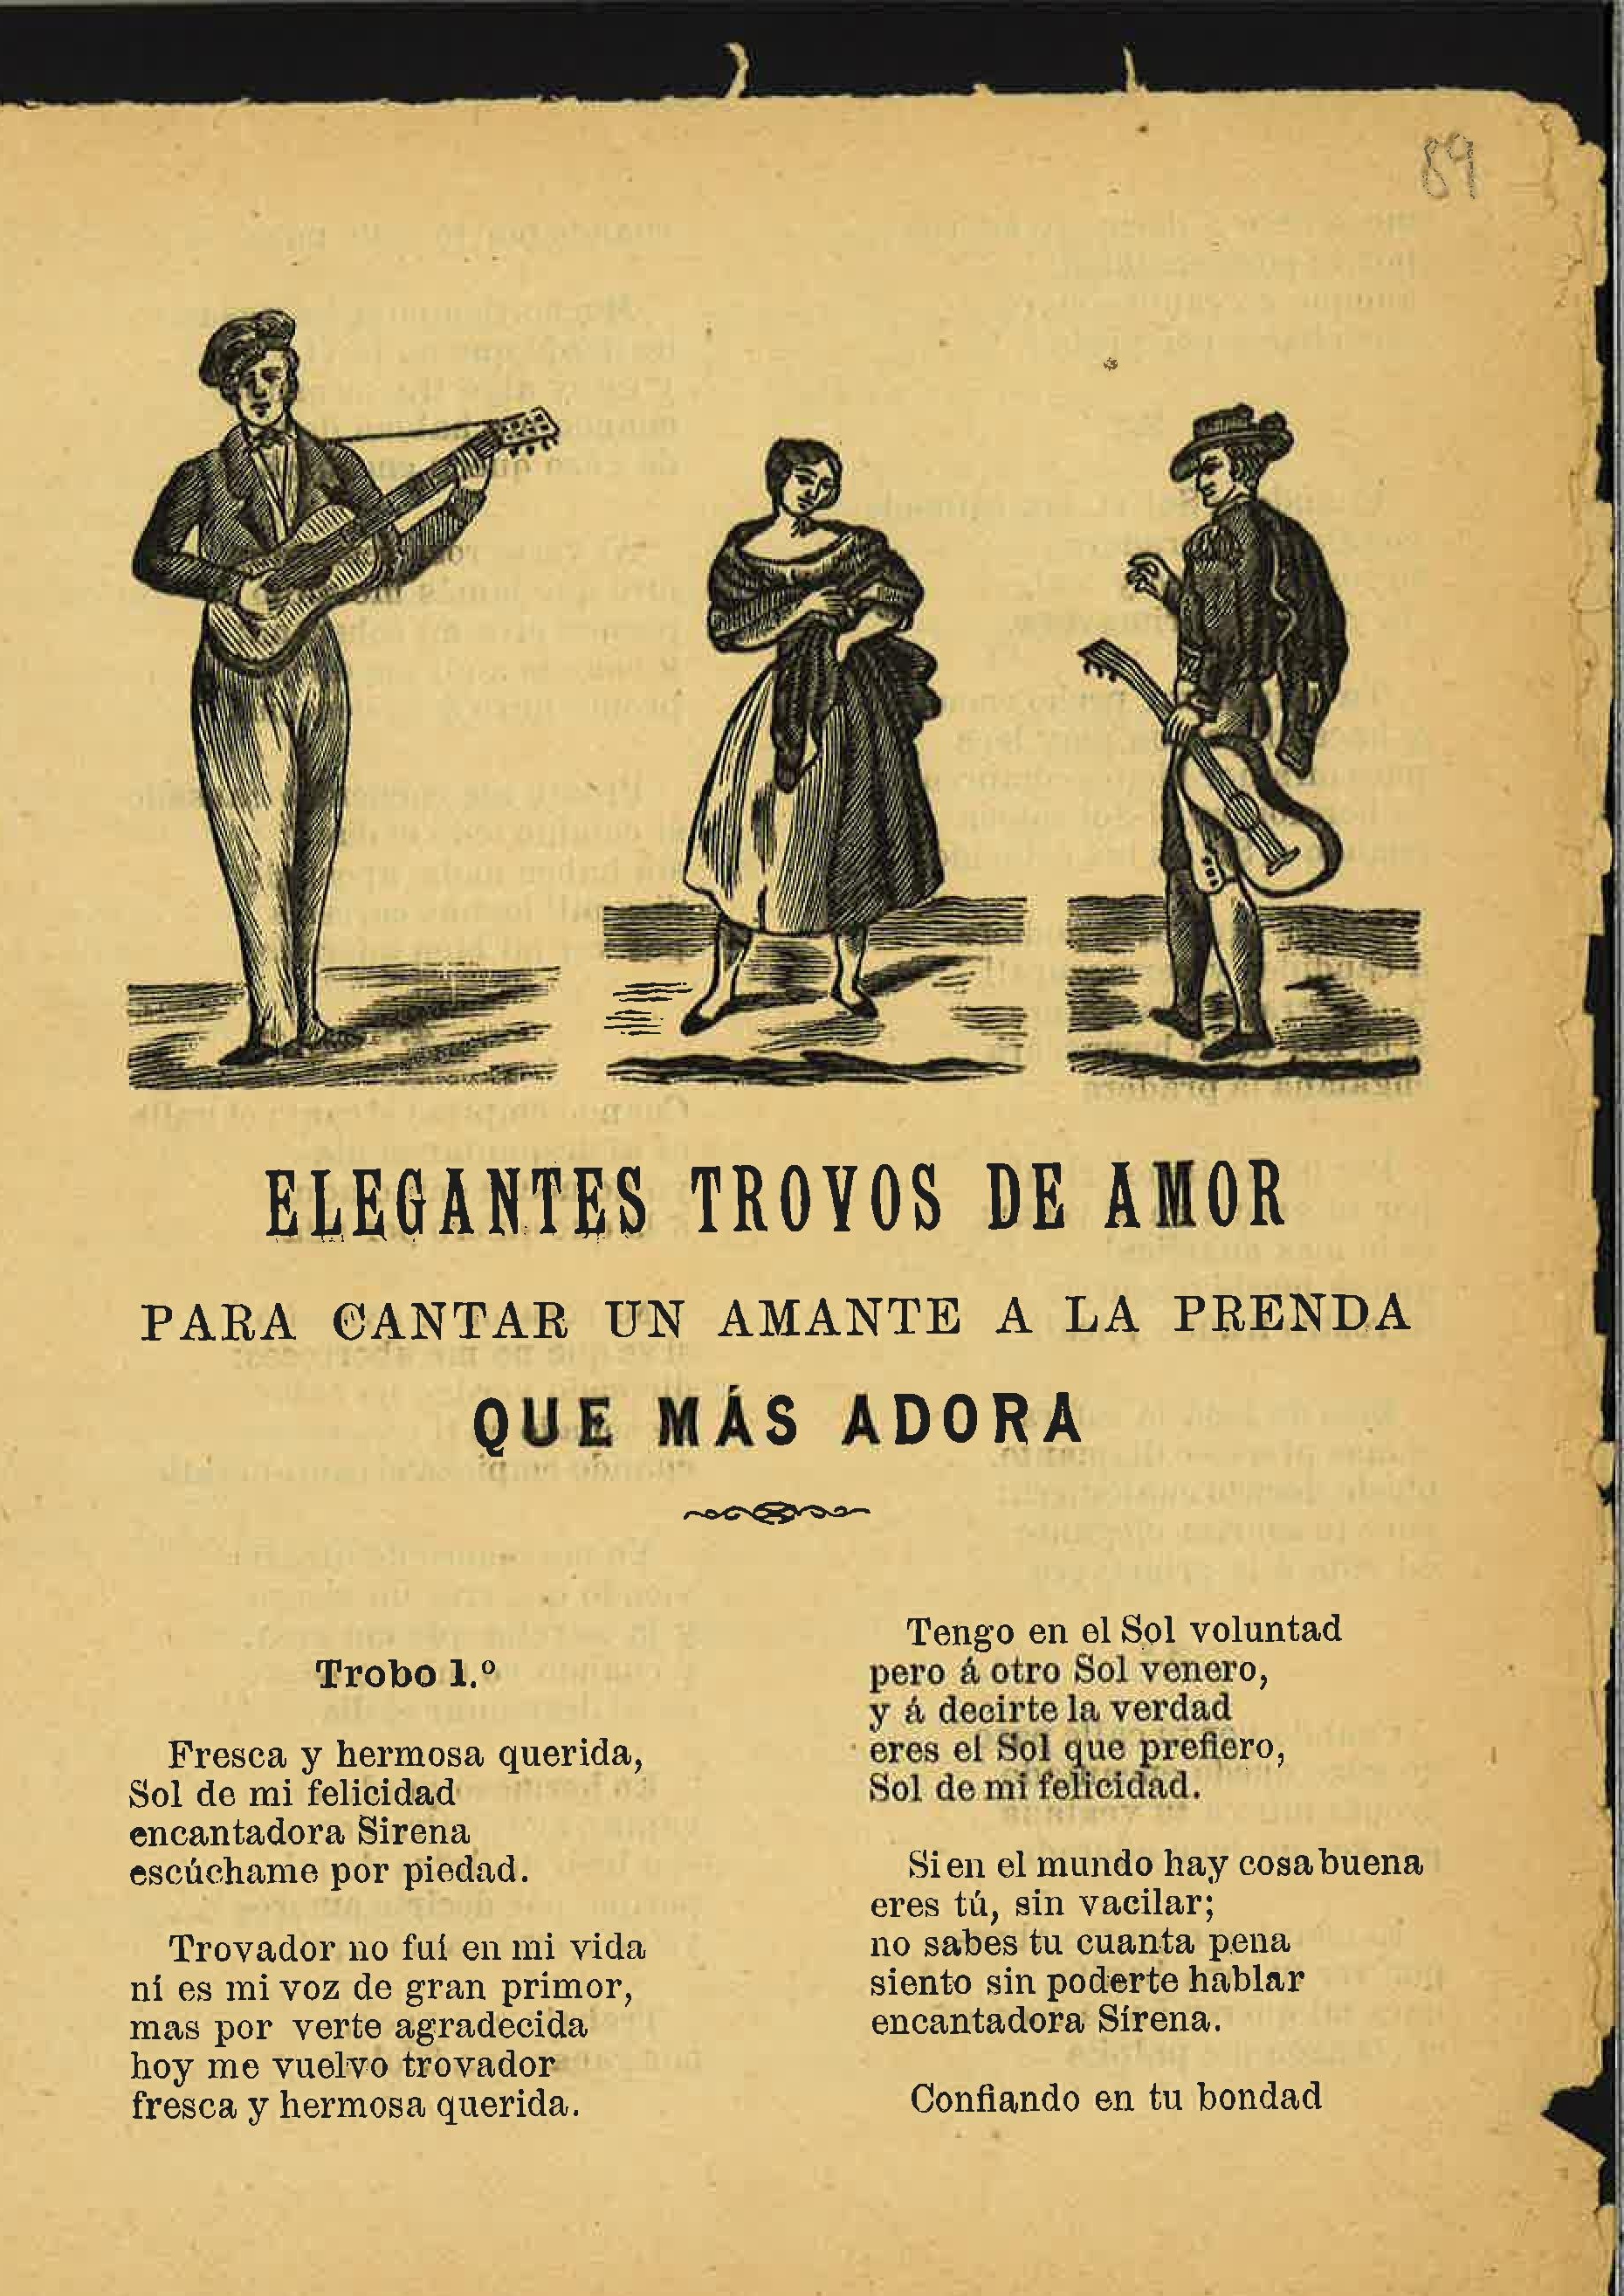 89
ELEGANTES TROVOS DE AMOR
PARA CANTAR UN AMANTE A LA PRENDA
QUE MÁS ADORA
Trobo 1.º
Fresca y hermosa querida,
Sol de mi felicidad
encantadora Sirena
escúchame por piedad.
Trovador no fuí en mi vida
ní es mi voz de gran primor,
mas por verte agradecida
hoy me vuelvo trovador
fresca y hermosa querida.
Tengo en el Sol voluntad
pero á otro Sol venero,
y á decirte la verdad
eres el Sol que prefiero,
Sol de mi felicidad.
Si en el mundo hay cosa buena
eres tú, sin vacilar;
no sabes tu cuanta pena
siento sin poderte hablar
encantadora Sírena.
Confiando en tu bondad